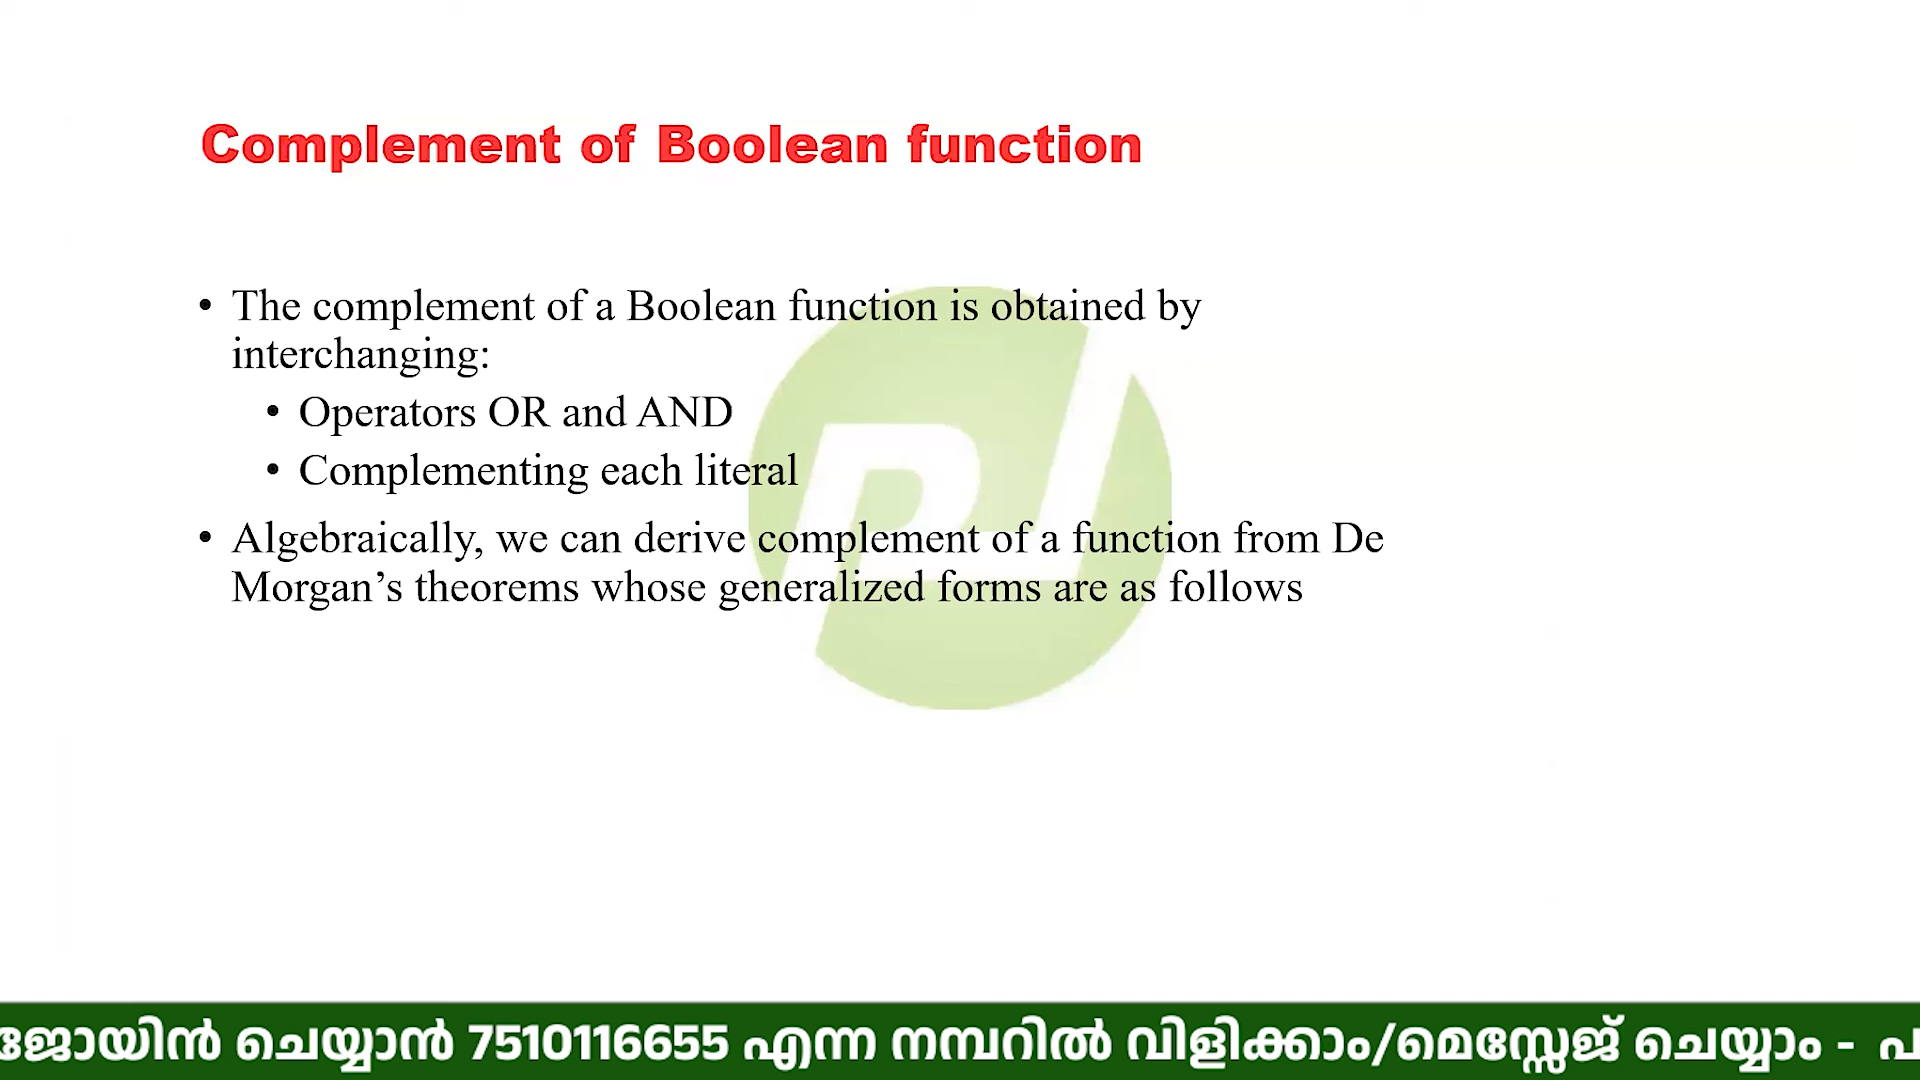 Complement of Boolean function
• The complement of a Boolean function is obtained by
interchanging:
• Operators OR and AND
• Complementing each literal
• Algebraically, we can derive complement of a function from De
Morgan’s theorems whose generalized forms are as follows
ജോയിൻ ചെയ്യാൻ 7510116655 എന്ന നമ്പറിൽ വിളിക്കാം/മെസ്സേജ് ചെയ്യാം -